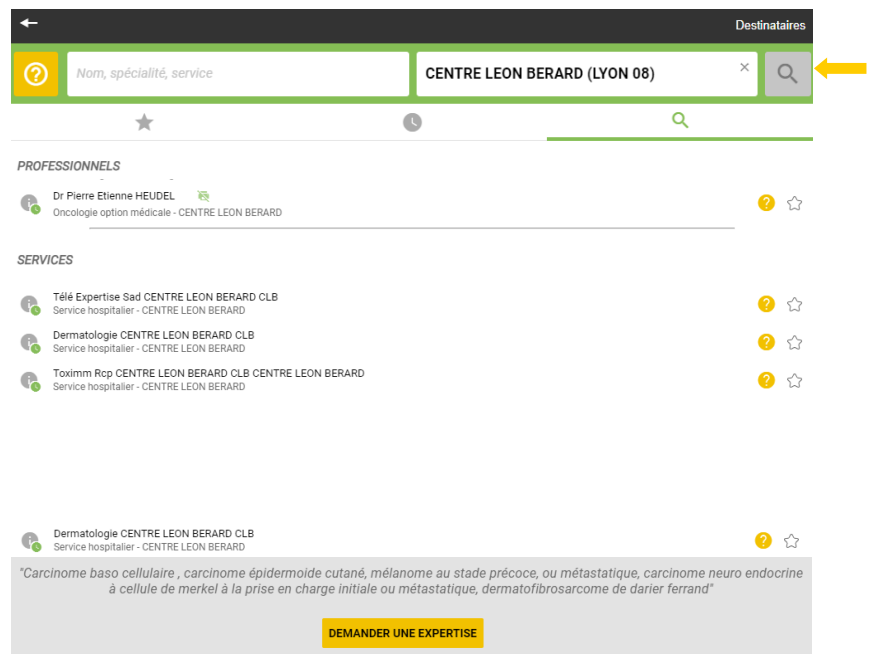 Destinataires
Nom, spécialité, service
CENTRE LEON BERARD (LYON 08)
PROFESSIONNELS
Dr Pierre Etienne HEUDEL
Oncologie option médicale - CENTRE LEON BERARD
SERVICES
Télé Expertise Sad CENTRE LEON BERARD CLB
Service hospitalier - CENTRE LEON BERARD
Dermatologie CENTRE LEON BERARD CLB
Service hospitalier - CENTRE LEON BERARD
Toximm Rcp CENTRE LEON BERARD CLB CENTRE LEON BERARD
Service hospitalier - CENTRE LEON BERARD
Dermatologie CENTRE LEON BERARD CLB
Service hospitalier - CENTRE LEON BERARD
"Carcinome baso cellulaire , carcinome épidermoide cutané, mélanome au stade précoce, ou métastatique, carcinome neuro endocrine
à cellule de merkel à la prise en charge initiale ou métastatique, dermatofibrosarcome de darier ferrand"
DEMANDER UNE EXPERTISE